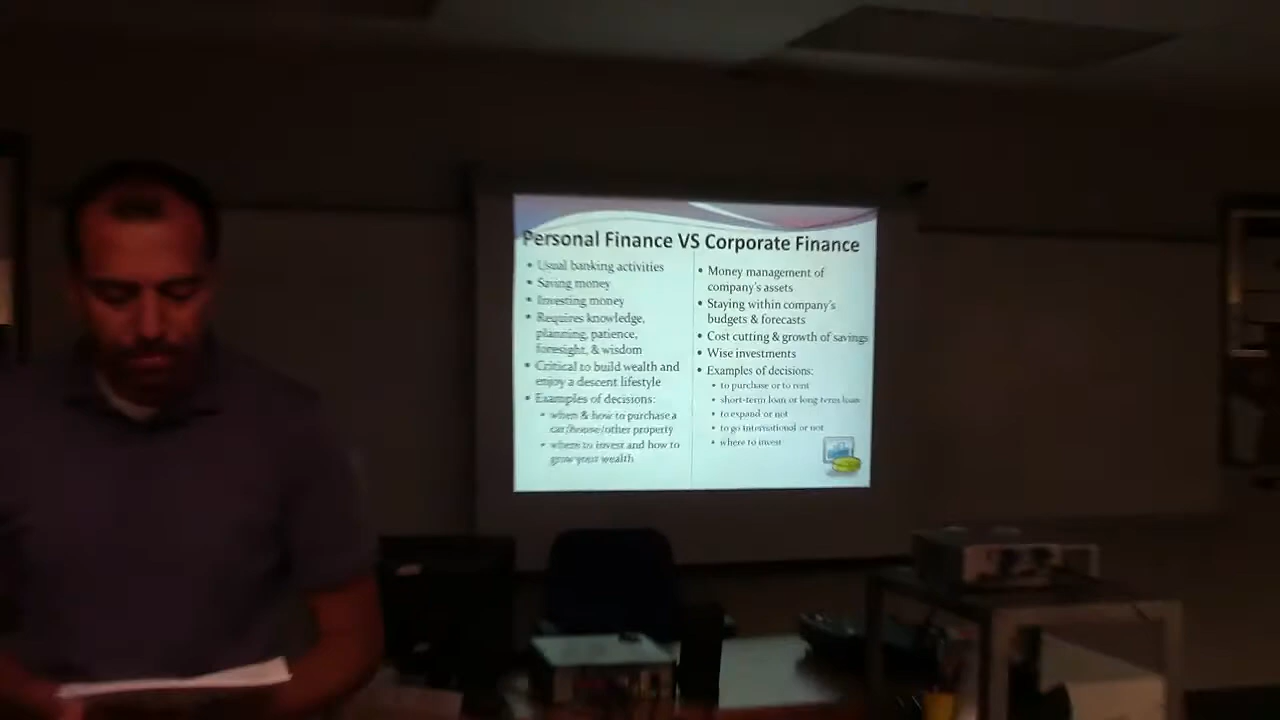 Personal Finance VS Corporate Finance
• Usual banking activities
• Saving money
• Investing money
• Requires knowledge,
planning, patience,
foresight, & wisdom
• Critical to build wealth and
enjoy a descent lifestyle
• Examples of decisions:
• when & how to purchase a
car/house/other property
• where to invest and how to
grow your wealth
• Money management of
company's assets
• Staying within company's
budgets & forecasts
• Cost cutting & growth of savings
• Wise investments
• Examples of decisions:
• to purchase or to rent
• short-term loan or long term loan
• to expand or not
• to go international or not
• where to invest